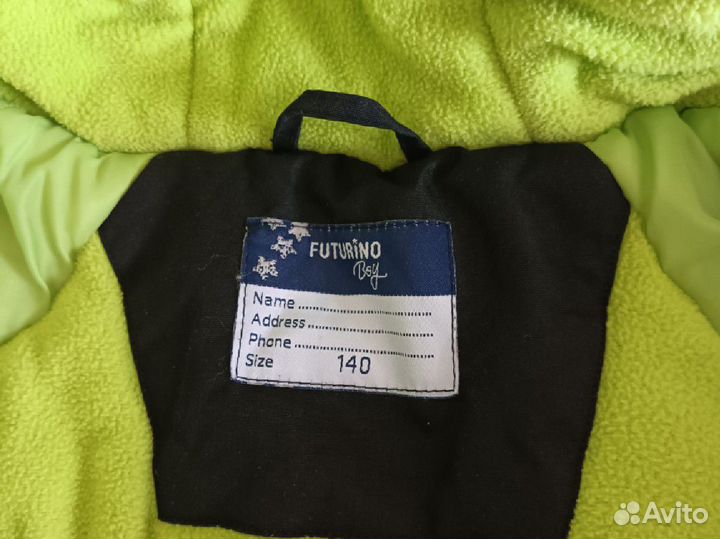 FUTURiNO
Boy
Name
Address
Phone
Size 140
Avito